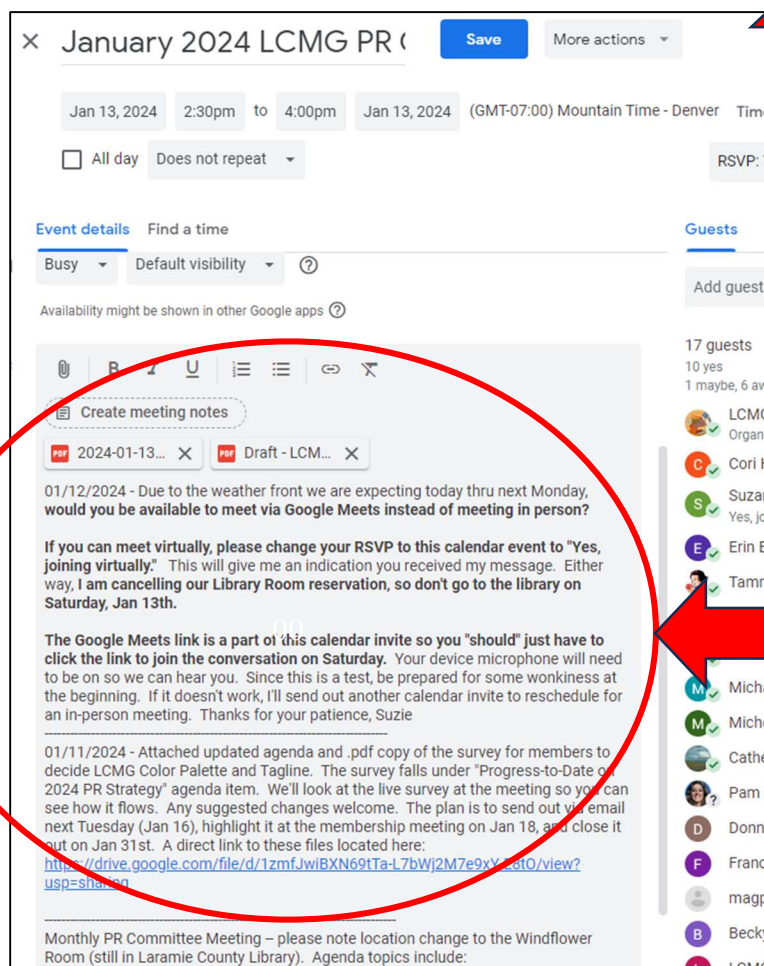 January 2024 LCMG PR
Save
More actions
Jan 13, 2024 2:30pm to 4:00pm Jan 13, 2024 (GMT-07:00) Mountain Time - Denver
All day Does not repeat
RSVP:
Event details Find a time
Guests
Busy Default visibility
Add guest
Availability might be shown in other Google apps
17 guests
10 yes
1 maybe, 6
B I U
Create meeting notes
PDF 2024-01-13... X PDF Draft - LCM... X
LCMG
Organ
Cori
Yes, jo
Erin
01/12/2024 - Due to the weather front we are expecting today thru next Monday,
would you be available to meet via Google Meets instead of meeting in person?
If you can meet virtually, please change your RSVP to this calendar event to "Yes,
joining virtually." This will give me an indication you received my message. Either
way, I am cancelling our Library Room reservation, so don't go to the library on
Saturday, Jan 13th.
The Google Meets link is a part of this calendar invite so you "should" just have to
click the link to join the conversation on Saturday. Your device microphone will need
to be on so we can hear you. Since this is a test, be prepared for some wonkiness at
the beginning. If it doesn't work, I'll send out another calendar invite to reschedule for
an in-person meeting. Thanks for your patience, Suzie
01/11/2024 - Attached updated agenda and .pdf copy of the survey for members to
decide LCMG Color Palette and Tagline. The survey falls under "Progress-to-Date on
2024 PR Strategy" agenda item. We'll look at the live survey at the meeting so you can
see how it flows. Any suggested changes welcome. The plan is to send out via email
next Tuesday (Jan 16), highlight it at the membership meeting on Jan 18, and close it
out on Jan 31st. A direct link to these files located here:
usp=sharing
Monthly PR Committee Meeting – please note location change to the Windflower
Room (still in Laramie County Library). Agenda topics include:
Pam